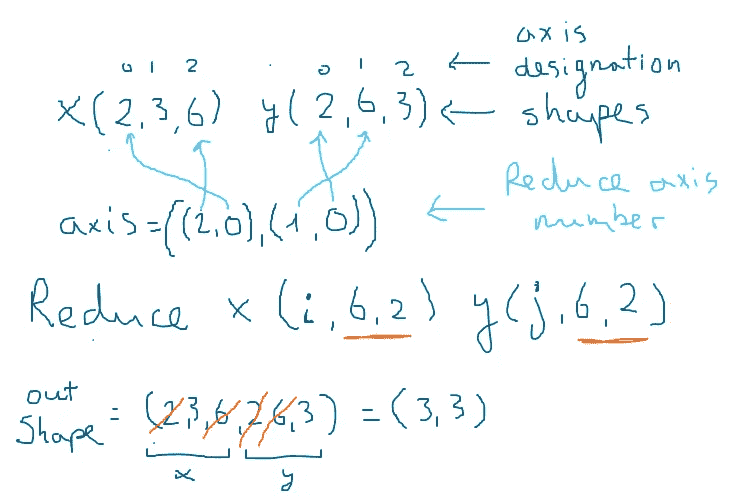 axis
0 1 2 0 1 2 ← designation
x(2,3,6) y(2,6,3) ← shapes
axis=((2,0),(1,0)) ← Reduce axis
number
Reduce x(i,6,2) y(j,6,2)
out
shape = (2,3,6,2,6,3) = (3,3)
x y